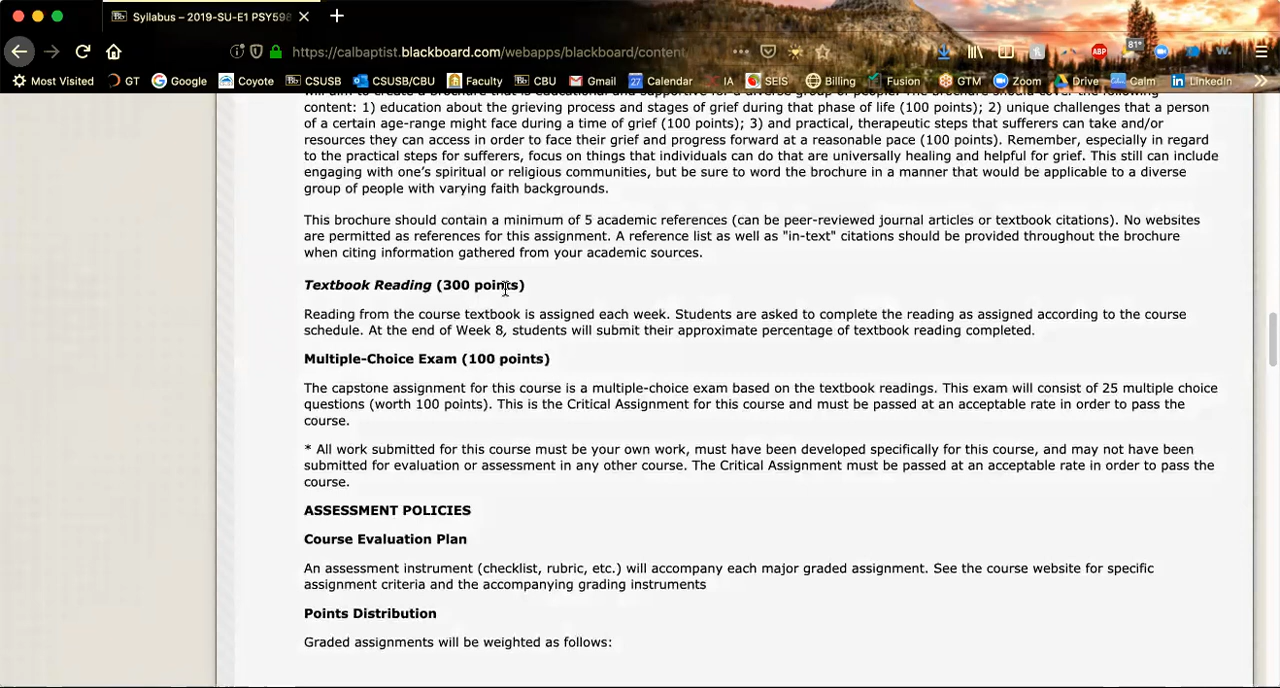 Syllabus – 2019-SU-E1 PSY598
https://calbaptist.blackboard.com/webapps/blackboard/content
ABP 81° W.
Most Visited GT Google Coyote CSUSB CSUSB/CBU Faculty CBU Gmail 27 Calendar IA SEIS Billing Fusion GTM Zoom Drive Calm LinkedIn
content: 1) education about the grieving process and stages of grief during that phase of life (100 points); 2) unique challenges that a person
of a certain age-range might face during a time of grief (100 points); 3) and practical, therapeutic steps that sufferers can take and/or
resources they can access in order to face their grief and progress forward at a reasonable pace (100 points). Remember, especially in regard
to the practical steps for sufferers, focus on things that individuals can do that are universally healing and helpful for grief. This still can include
engaging with one's spiritual or religious communities, but be sure to word the brochure in a manner that would be applicable to a diverse
group of people with varying faith backgrounds.
This brochure should contain a minimum of 5 academic references (can be peer-reviewed journal articles or textbook citations). No websites
are permitted as references for this assignment. A reference list as well as "in-text" citations should be provided throughout the brochure
when citing information gathered from your academic sources.
Textbook Reading (300 points)
Reading from the course textbook is assigned each week. Students are asked to complete the reading as assigned according to the course
schedule. At the end of Week 8, students will submit their approximate percentage of textbook reading completed.
Multiple-Choice Exam (100 points)
The capstone assignment for this course is a multiple-choice exam based on the textbook readings. This exam will consist of 25 multiple choice
questions (worth 100 points). This is the Critical Assignment for this course and must be passed at an acceptable rate in order to pass the
course.
* All work submitted for this course must be your own work, must have been developed specifically for this course, and may not have been
submitted for evaluation or assessment in any other course. The Critical Assignment must be passed at an acceptable rate in order to pass the
course.
ASSESSMENT POLICIES
Course Evaluation Plan
An assessment instrument (checklist, rubric, etc.) will accompany each major graded assignment. See the course website for specific
assignment criteria and the accompanying grading instruments
Points Distribution
Graded assignments will be weighted as follows: